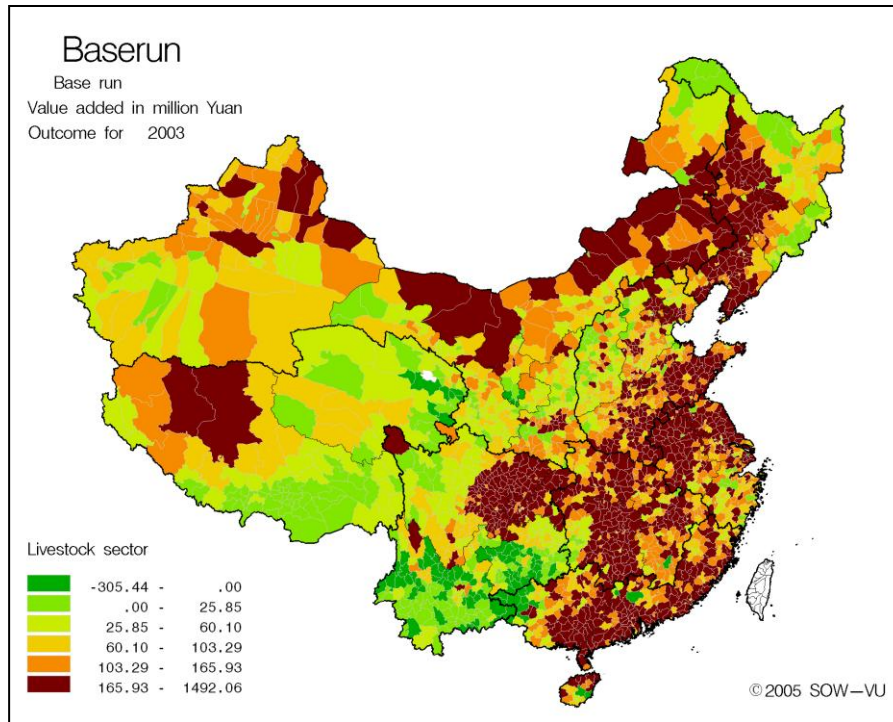 Baserun
Base run
Value added in million Yuan
Outcome for 2003
Livestock sector
-305.44 - .00
.00 - 25.85
25.85 - 60.10
60.10 - 103.29
103.29 - 165.93
165.93 - 1492.06
© 2005 SOW-VU